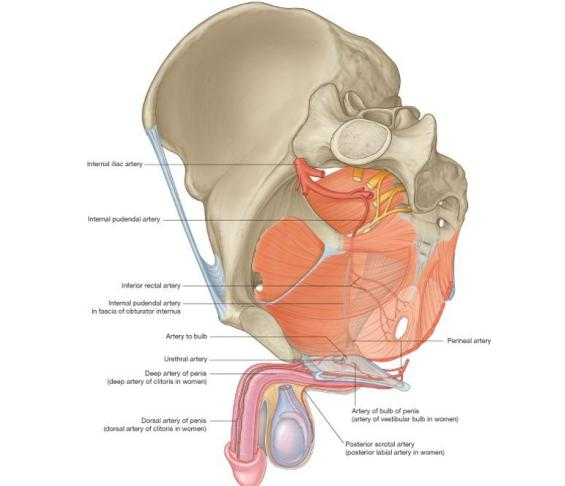 Internal iliac artery
Internal pudendal artery
Inferior rectal artery
Internal pudendal artery
in fascia of obturator internus
Artery to bulb
Perineal artery
Urethral artery
Deep artery of penis
(deep artery of clitoris in women)
Artery of bulb of penis
(artery of vestibular bulb in women)
Dorsal artery of penis
(dorsal artery of clitoris in women)
Posterior scrotal artery
(posterior labial artery in women)